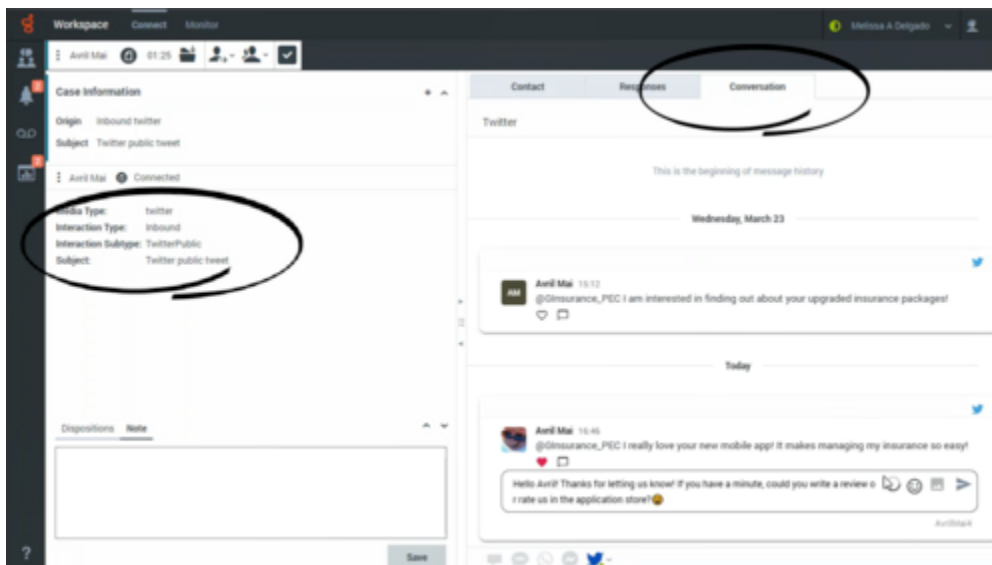 Workspace Connect Monitor
Melissa A Delgado
Avril Mai 01:25
Case Information
Origin Inbound twitter
Subject Twitter public tweet
Avril Mai Connected
Media Type: twitter
Interaction Type: Inbound
Interaction Subtype: TwitterPublic
Subject: Twitter public tweet
Dispositions Note
Save
?
Contact Responses Conversation
Twitter
This is the beginning of message history
Wednesday, March 23
AM
Avril Mai 15:12
@GInsurance_PEC I am interested in finding out about your upgraded insurance packages!
Today
Avril Mai 16:46
@GInsurance_PEC I really love your new mobile app! It makes managing my insurance so easy!
Hello Avril! Thanks for letting us know! If you have a minute, could you write a review o
r rate us in the application store?😀